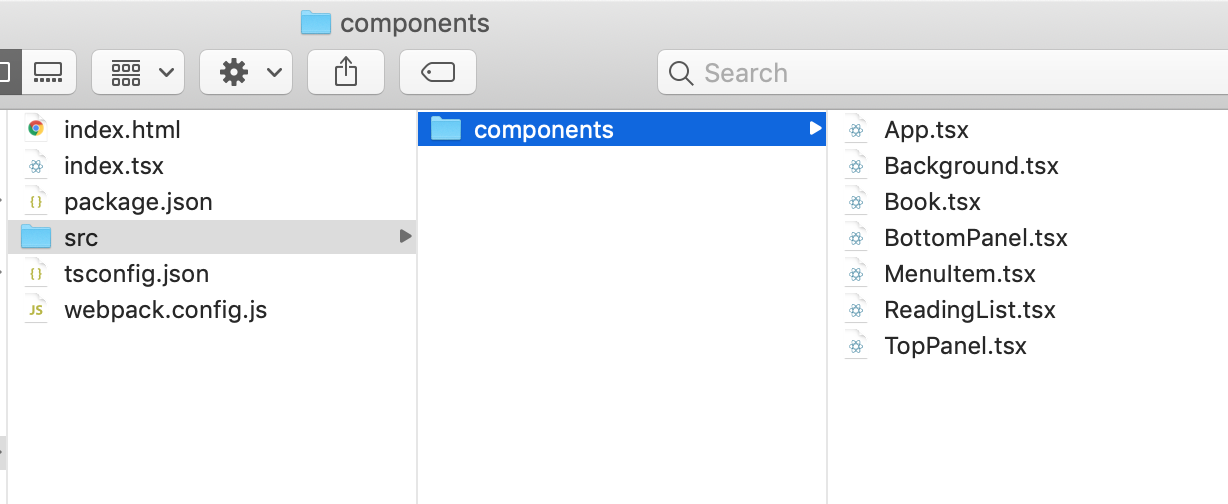 components
Search
index.html
index.tsx
package.json
src
tsconfig.json
webpack.config.js
components
App.tsx
Background.tsx
Book.tsx
BottomPanel.tsx
MenuItem.tsx
ReadingList.tsx
TopPanel.tsx